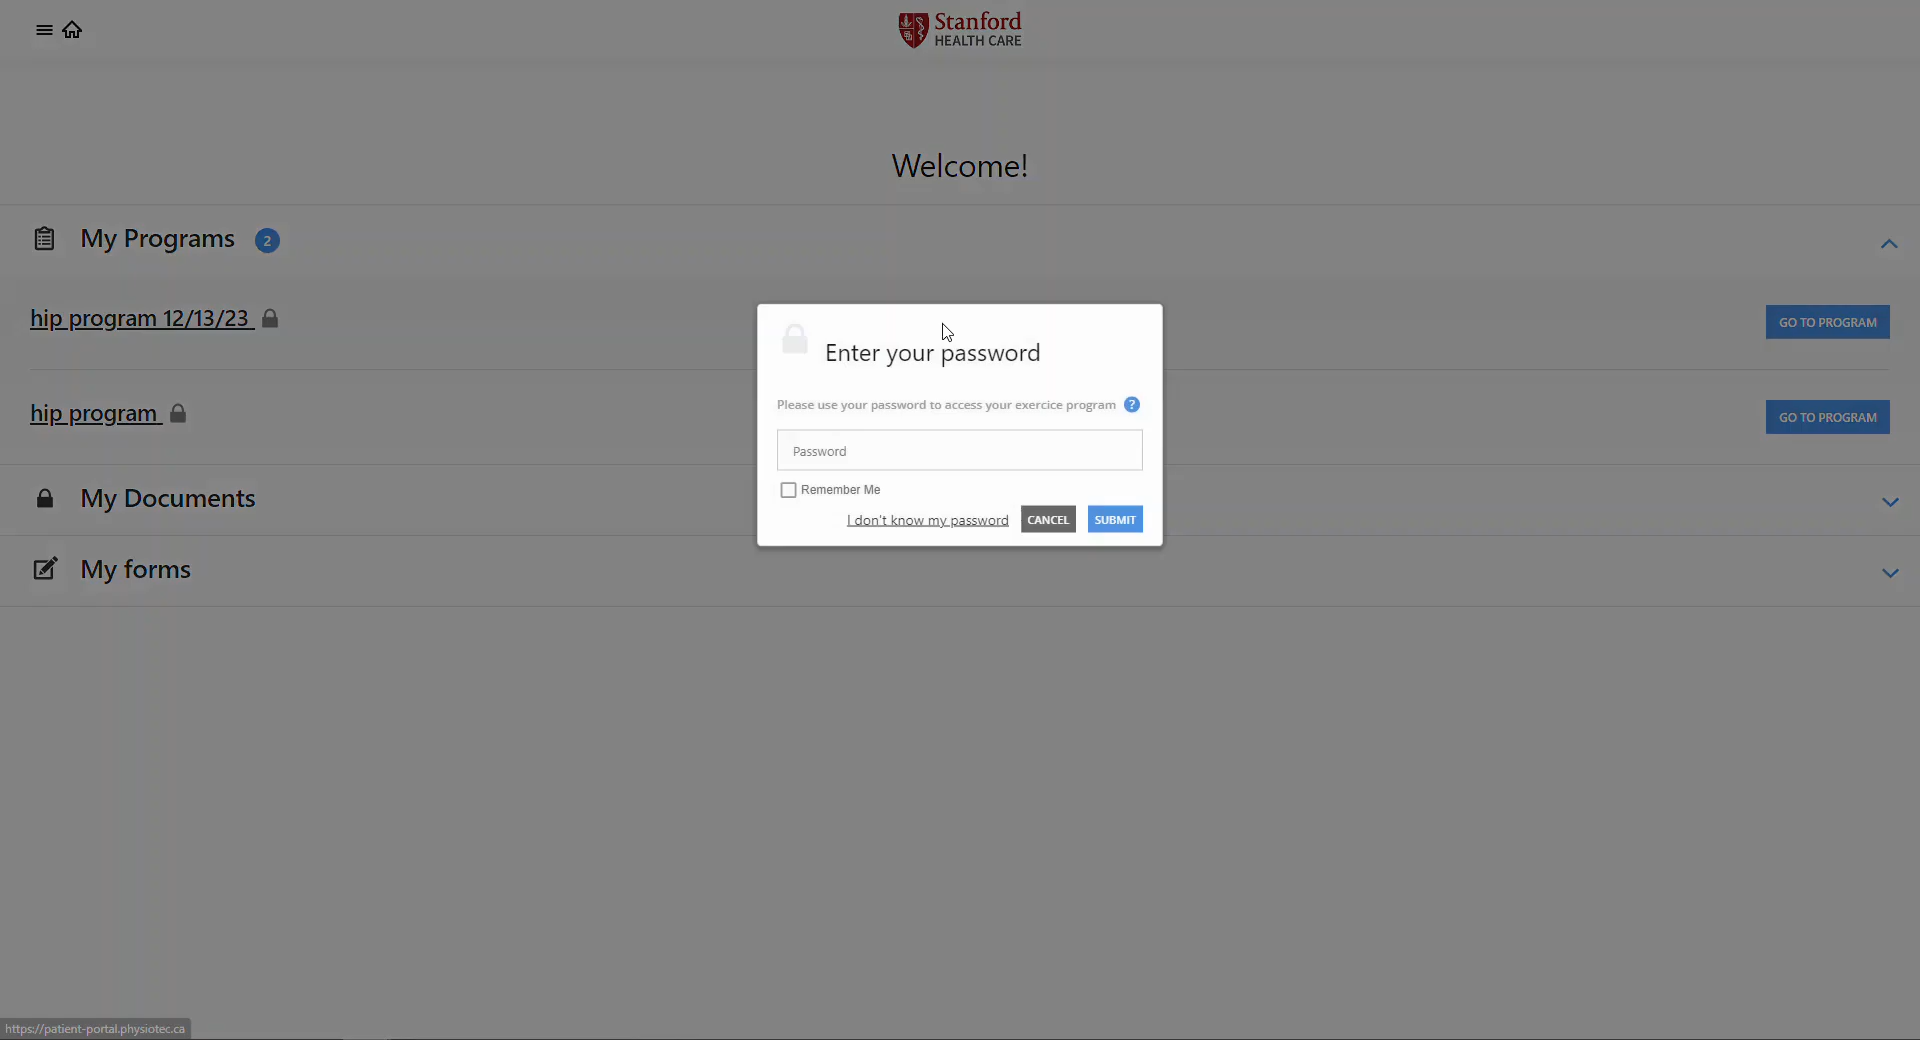 Stanford
HEALTH CARE
Welcome!
My Programs 2
hip program 12/13/23
GO TO PROGRAM
hip program
GO TO PROGRAM
My Documents
My forms
Enter your password
Please use your password to access your exercice program ?
Password
Remember Me
I don't know my password CANCEL SUBMIT
https://patient-portal.physiotec.ca